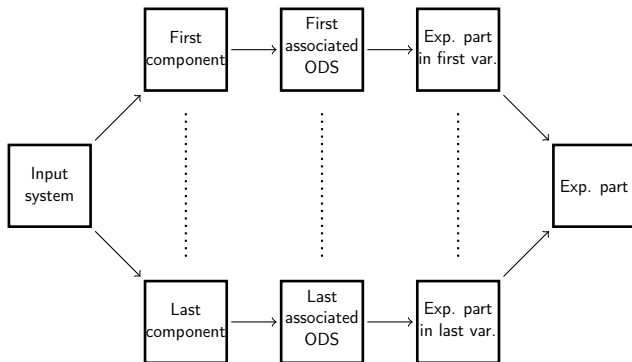 First
component
First
associated
ODS
Exp. part
in first var.
Input
system
Exp. part
Last
component
Last
associated
ODS
Exp. part
in last var.